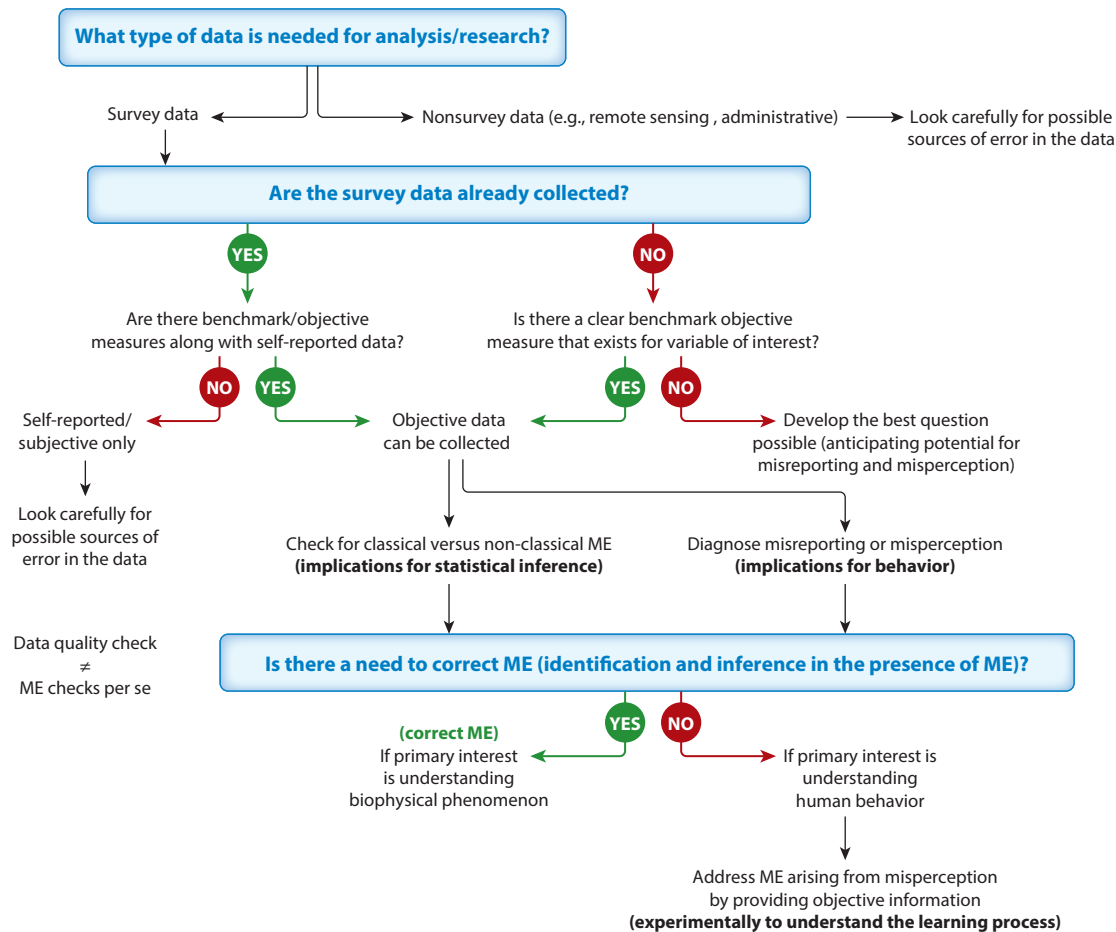 What type of data is needed for analysis/research?
Survey data
Nonsurvey data (e.g., remote sensing , administrative)
Look carefully for possible
sources of error in the data
Are the survey data already collected?
YES
NO
Are there benchmark/objective
measures along with self-reported data?
Is there a clear benchmark objective
measure that exists for variable of interest?
NO
YES
YES
NO
Self-reported/
subjective only
Objective data
can be collected
Develop the best question
possible (anticipating potential for
misreporting and misperception)
Look carefully for
possible sources of
error in the data
Check for classical versus non-classical ME
(implications for statistical inference)
Diagnose misreporting or misperception
(implications for behavior)
Data quality check
≠
ME checks per se
Is there a need to correct ME (identification and inference in the presence of ME)?
YES
NO
(correct ME)
If primary interest
is understanding
biophysical phenomenon
If primary interest is
understanding
human behavior
Address ME arising from misperception
by providing objective information
(experimentally to understand the learning process)